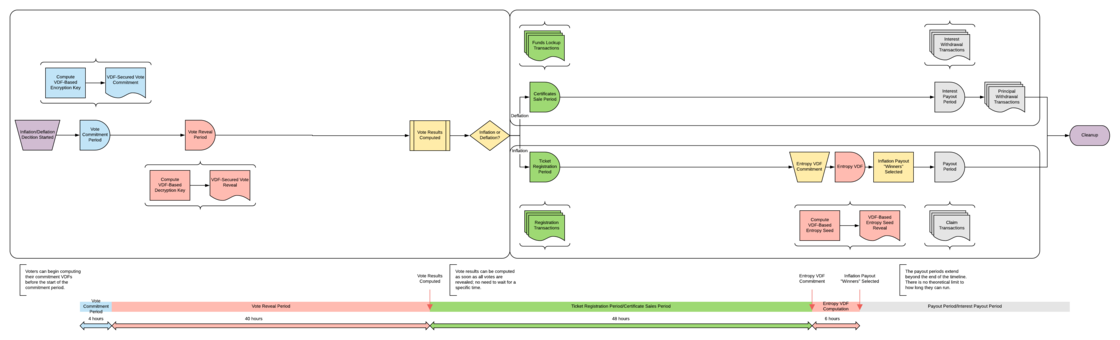 Funds Lookup
Transactions
Interest
Withdrawal
Transactions
Compute
VDF-Based
Encryption Key
VDF-Secured Vote
Commitment
Certificates
Sale Period
Interest
Payout
Period
Principal
Withdrawal
Transactions
Deflation
Inflation/Deflation
Election Started
Vote
Commitment
Period
Vote Reveal
Period
Vote Results
Computed
Inflation or
Deflation?
Cleanup
Inflation
Ticket
Registration
Period
Entropy VDF
Commitment
Entropy VDF
Inflation Payout
"Winners"
Selected
Payout
Period
Compute
VDF-Based
Decryption Key
VDF-Secured Vote
Reveal
Registration
Transactions
Compute
VDF-Based
Entropy Seed
VDF-Based
Entropy Seed
Reveal
Claim
Transactions
Voters can begin computing
their commitment VDFs
before the start of the
commitment period.
Vote Results
Computed
Vote results can be computed
as soon as all votes are
revealed; no need to wait for a
specific time.
Entropy VDF
Commitment
Inflation Payout
"Winners" Selected
The payout periods extend
beyond the end of the timeline.
There is no theoretical limit to
how long they can run.
Vote
Commitment
Period
Vote Reveal Period
Ticket Registration Period/Certificate Sales Period
Entropy VDF
Computation
Payout Period/Interest Payout Period
4 hours
40 hours
48 hours
6 hours